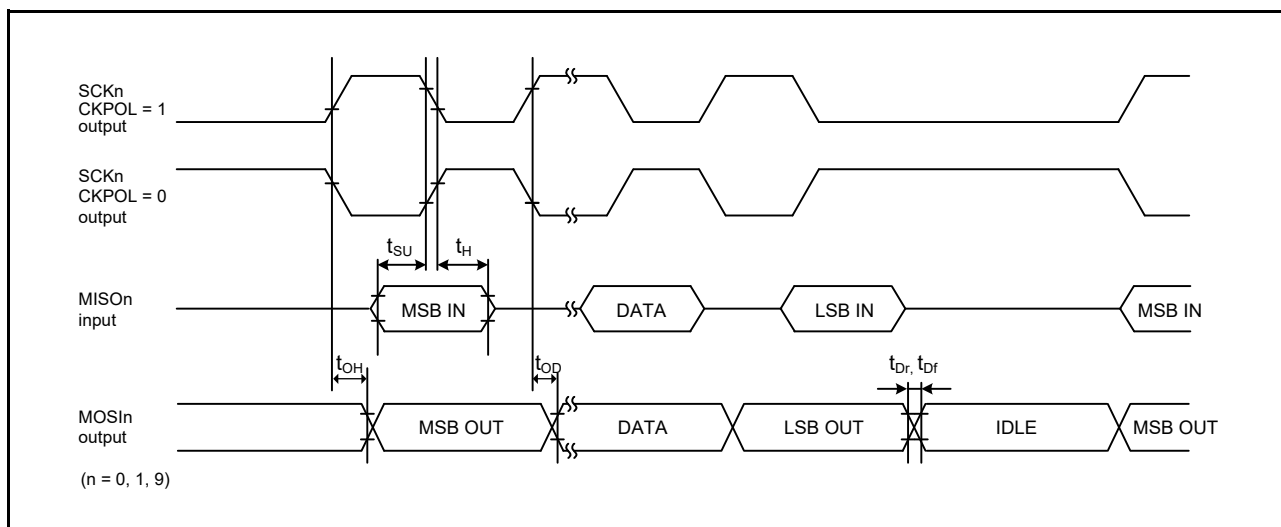 SCKn
CKPOL = 1
output
SCKn
CKPOL = 0
output
tSU
tH
MISOn
input
MSB IN
DATA
LSB IN
MSB IN
tOH
tOD
tDr, tDf
MOSIn
output
MSB OUT
DATA
LSB OUT
IDLE
MSB OUT
(n = 0, 1, 9)